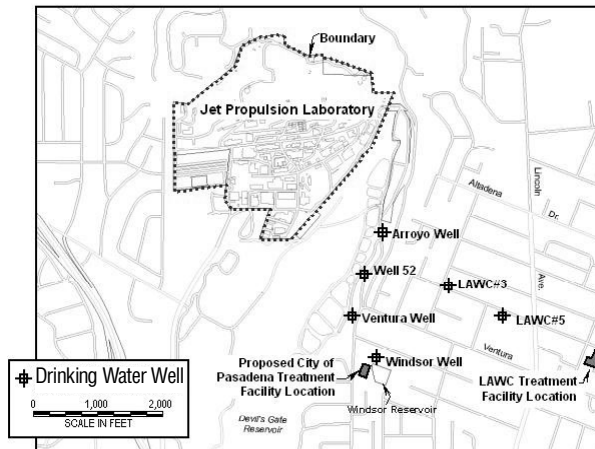 Boundary
Jet Propulsion Laboratory
Altadena
Dr.
Lincoln
Ave.
Arroyo Well
Well 52
LAWC#3
Ventura Well
LAWC#5
Ventura
Windsor Well
Proposed City of
Pasadena Treatment
Facility Location
LAWC Treatment
Facility Location
Windsor Reservoir
Devil's Gate
Reservoir
Drinking Water Well
0 1,000 2,000
SCALE IN FEET